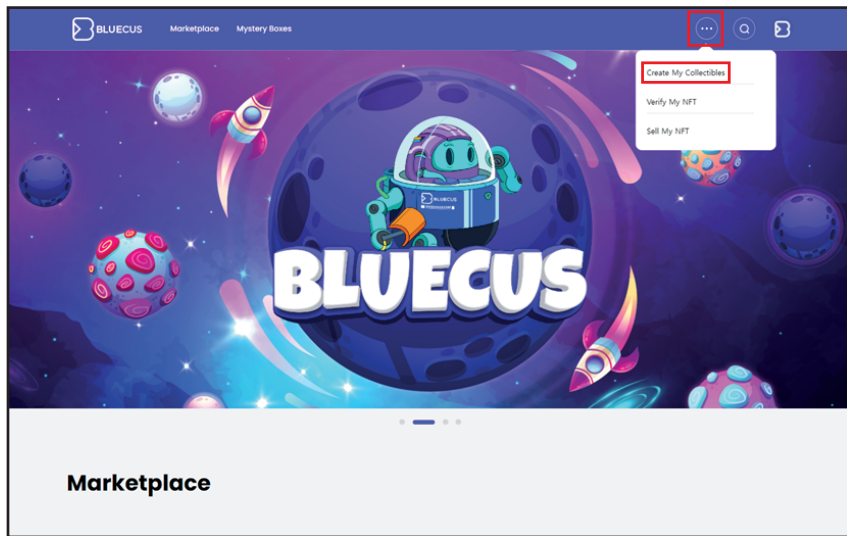 BLUECUS Marketplace Mystery Boxes
Create My Collectibles
Verify My NFT
Sell My NFT
BLUECUS
BLUECUS
Marketplace